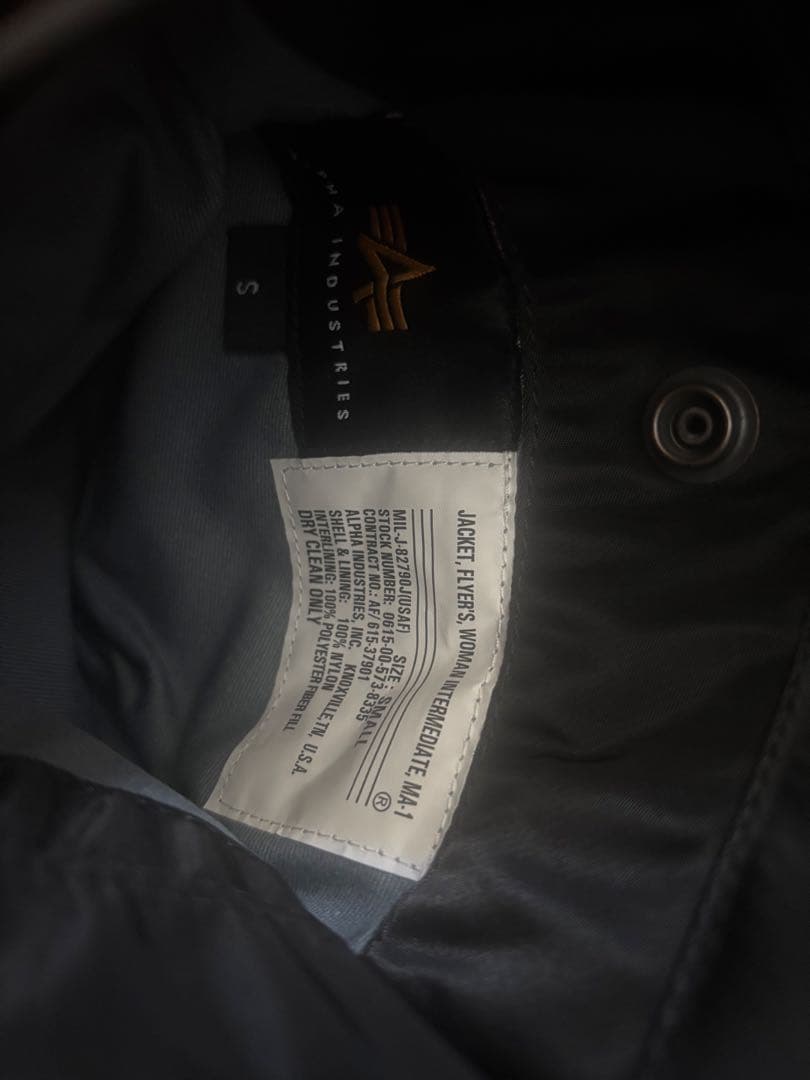 ALPHA INDUSTRIES
S
JACKET, FLYER'S, WOMAN INTERMEDIATE, MA-1
®
SIZE: SMALL
MIL-J-82790J(USAF)
STOCK NUMBER: 0615-00-573-8335
CONTRACT NO.: AF/ 615-37901
ALPHA INDUSTRIES, INC. KNOXVILLE, TN, U.S.A.
SHELL & LINING: 100% NYLON
INTERLINING: 100% POLYESTER FIBER FILL
DRY CLEAN ONLY